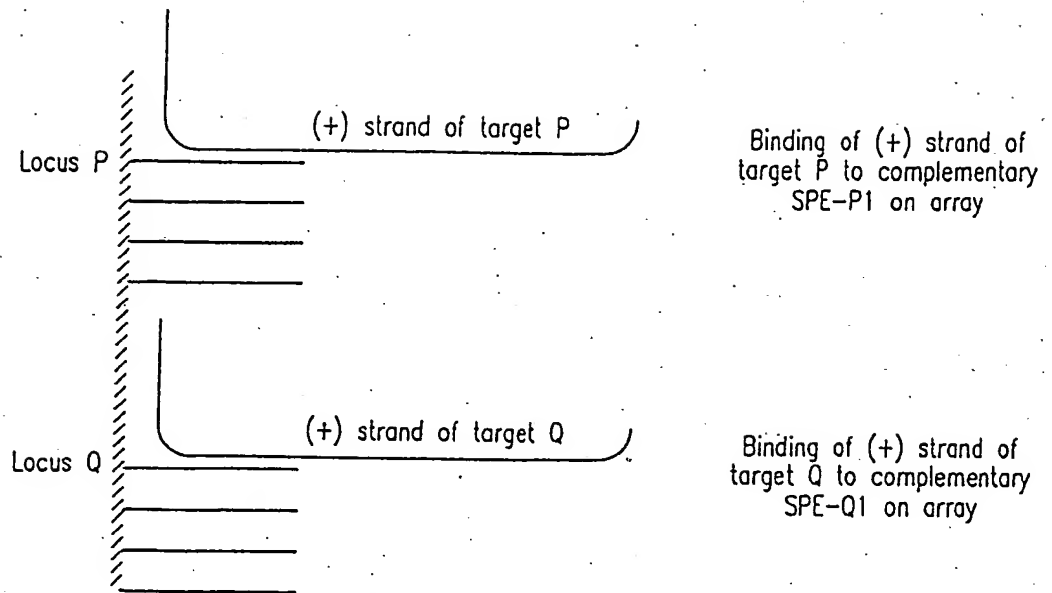 (+) strand of target P
Locus P
Binding of (+) strand of
target P to complementary
SPE-P1 on array
(+) strand of target Q
Locus Q
Binding of (+) strand of
target Q to complementary
SPE-Q1 on array